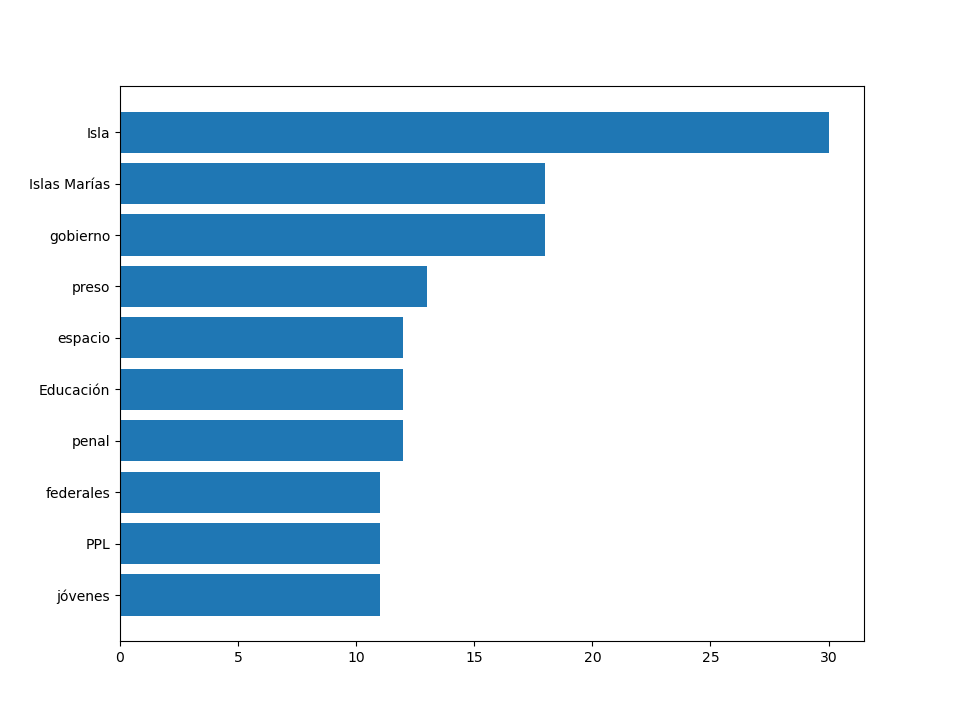 Isla
Islas Marías
gobierno
preso
espacio
Educación
penal
federales
PPL
jóvenes
0 5 10 15 20 25 30